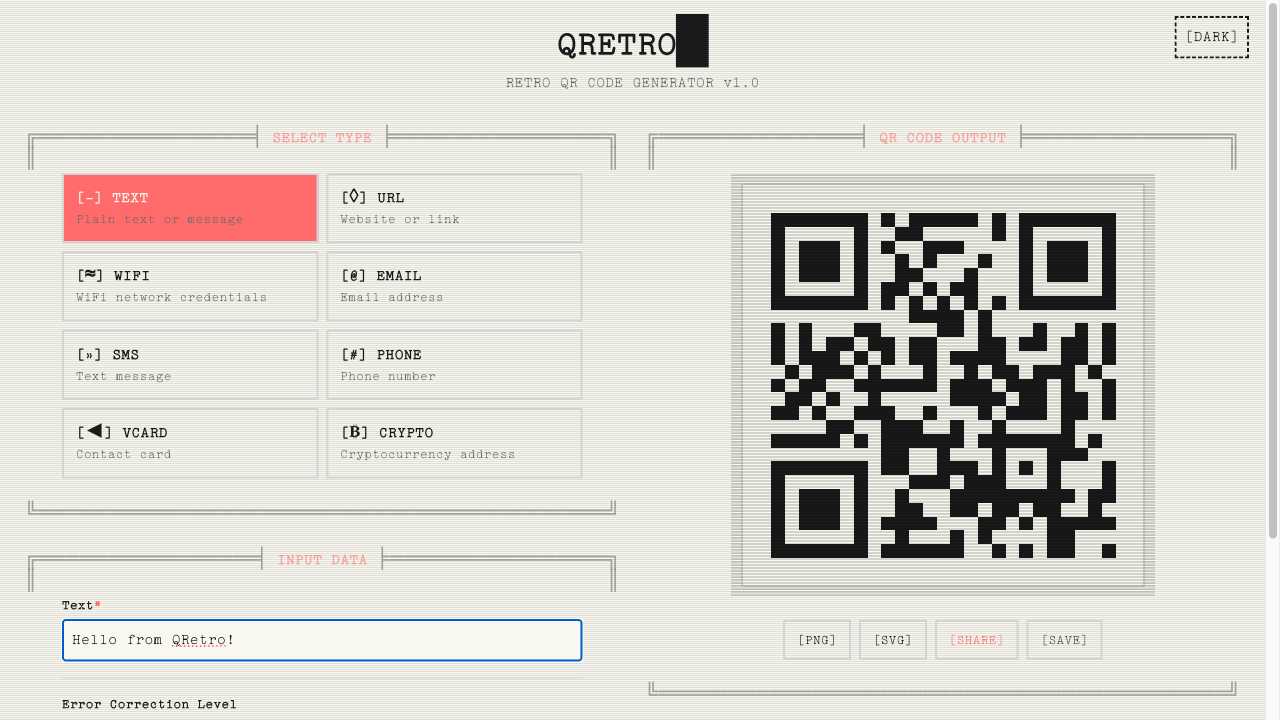 QRETRO
[DARK]
RETRO QR CODE GENERATOR v1.0
SELECT TYPE
[—] TEXT
Plain text or message
[◊] URL
Website or link
[≈] WIFI
WiFi network credentials
[@] EMAIL
Email address
[»] SMS
Text message
[#] PHONE
Phone number
[◄] VCARD
Contact card
[₿] CRYPTO
Cryptocurrency address
INPUT DATA
Text*
Hello from QRetro!
Error Correction Level
QR CODE OUTPUT
[PNG] [SVG] [SHARE] [SAVE]